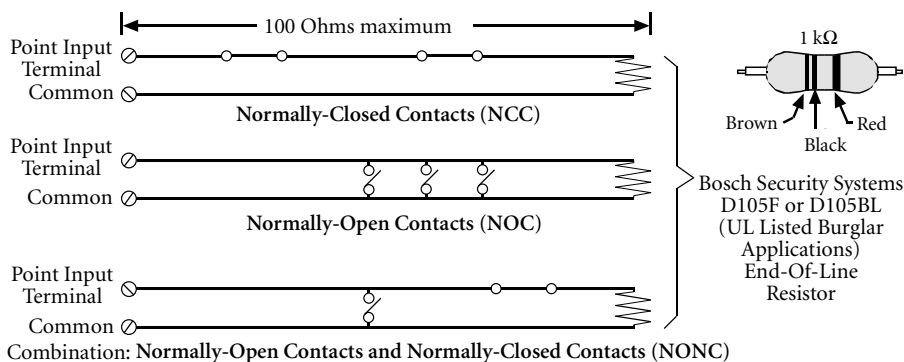 100 Ohms maximum
Point Input
Terminal
Common
Normally-Closed Contacts (NCC)
Point Input
Terminal
Common
Normally-Open Contacts (NOC)
Point Input
Terminal
Common
Combination: Normally-Open Contacts and Normally-Closed Contacts (NONC)
1 kΩ
Brown
Red
Black
Bosch Security Systems
D105F or D105BL
(UL Listed Burglar
Applications)
End-Of-Line
Resistor